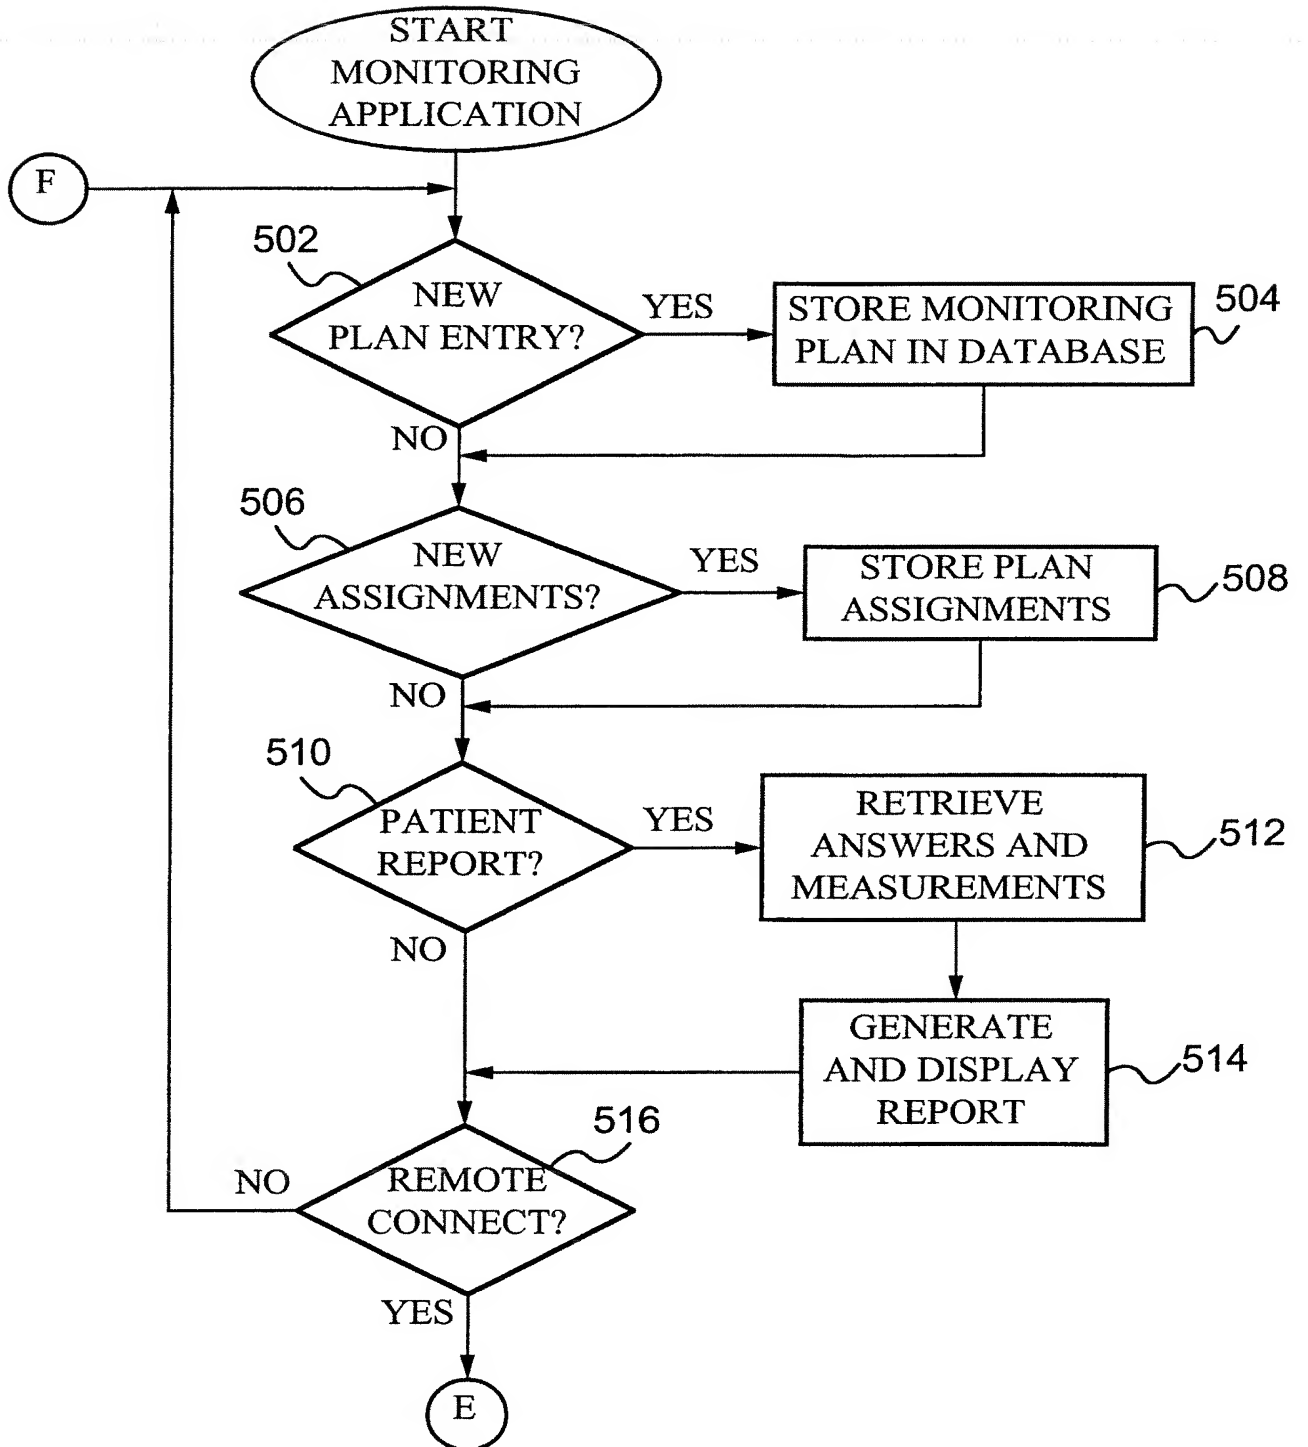 START
MONITORING
APPLICATION
F
502
NEW
PLAN ENTRY?
YES
STORE MONITORING
PLAN IN DATABASE
504
NO
506
NEW
ASSIGNMENTS?
YES
STORE PLAN
ASSIGNMENTS
508
NO
510
PATIENT
REPORT?
YES
RETRIEVE
ANSWERS AND
MEASUREMENTS
512
NO
GENERATE
AND DISPLAY
REPORT
514
516
REMOTE
CONNECT?
NO
YES
E